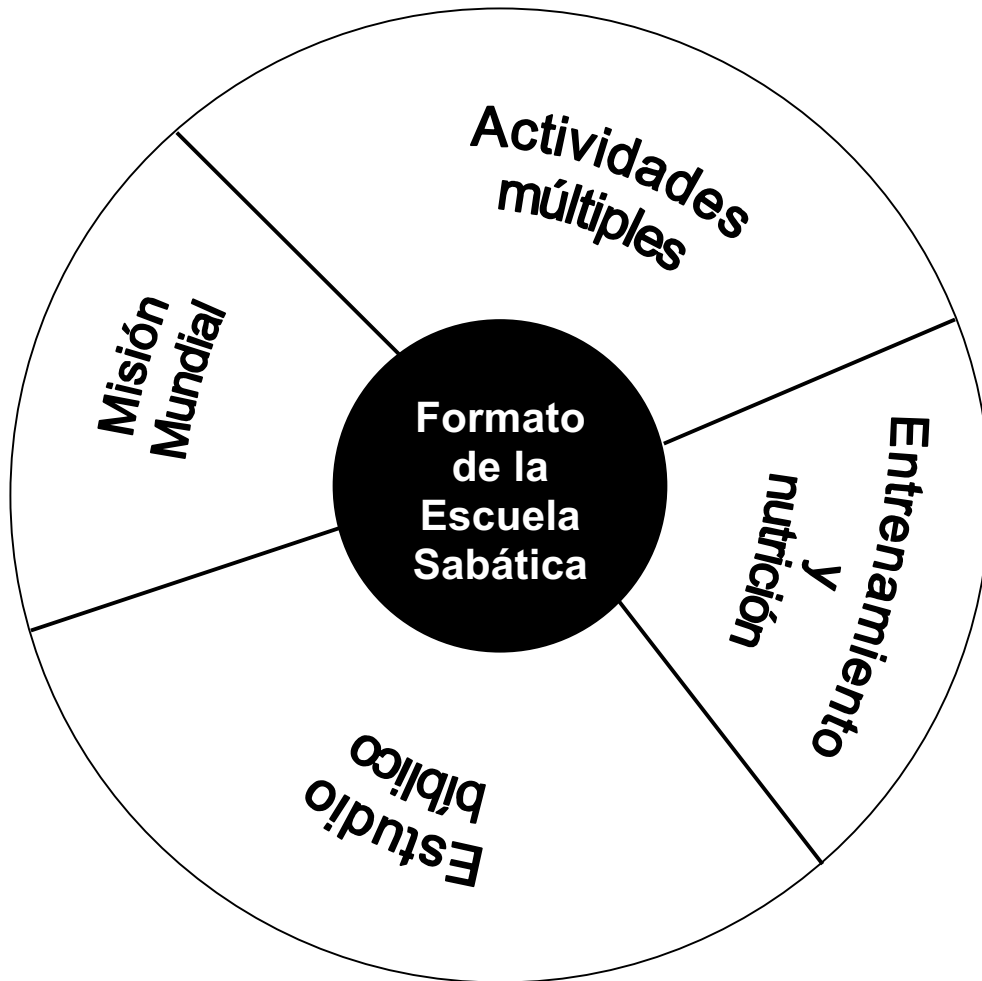 Actividades
múltiples
Entrenamiento
y
nutrición
Estudio
bíblico
Misión
Mundial
Formato
de la
Escuela
Sabática